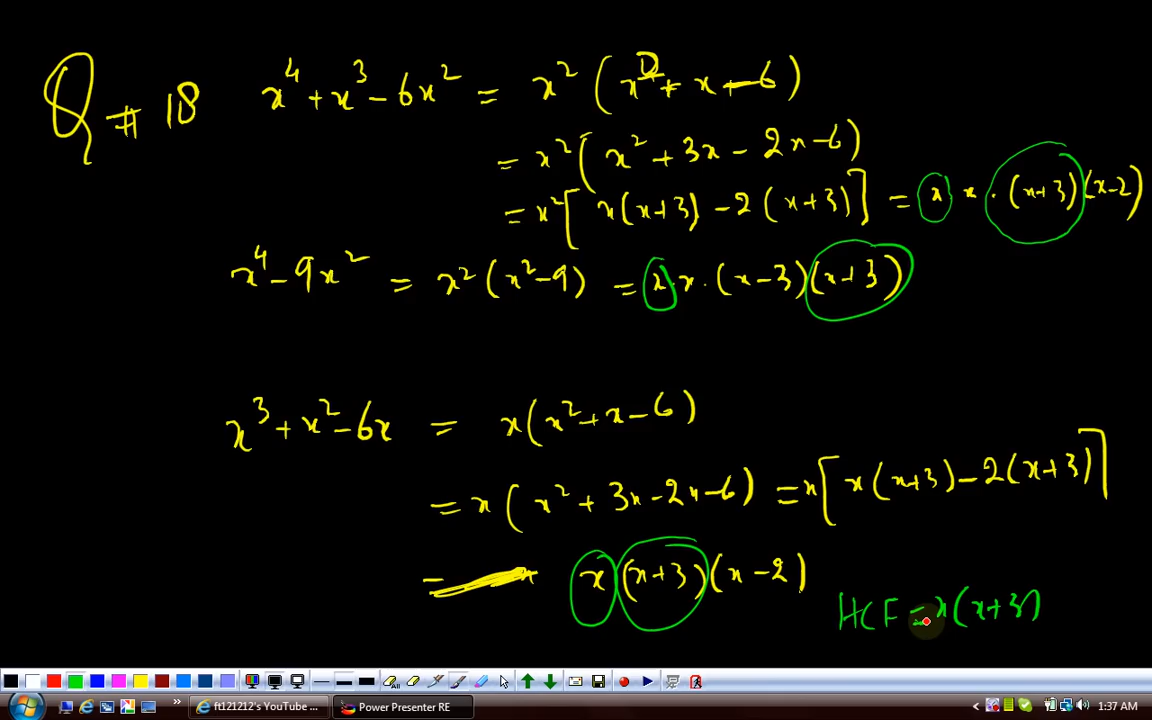 Q # 18 x⁴ + x³ - 6x² = x² (x² + x - 6)
= x² (x² + 3x - 2x - 6)
= x² [ x(x+3) - 2(x+3) ] = x x · (x+3)(x-2)
x⁴ - 9x² = x² (x² - 9) = x · x · (x-3)(x+3)
x³ + x² - 6x = x(x² + x - 6)
= x (x² + 3x - 2x - 6) = x [ x(x+3) - 2(x+3) ]
= x (x+3)(x-2)
HCF = x(x+3)
All
ft121212's YouTube ... Power Presenter RE 1:37 AM